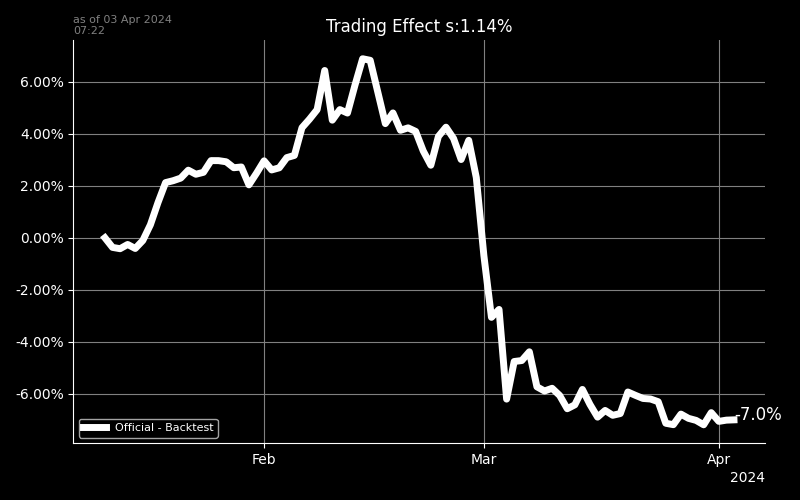 as of 03 Apr 2024
07:22
Trading Effect s:1.14%
6.00%
4.00%
2.00%
0.00%
-2.00%
-4.00%
-6.00%
-7.0%
Official - Backtest
Feb
Mar
Apr
2024